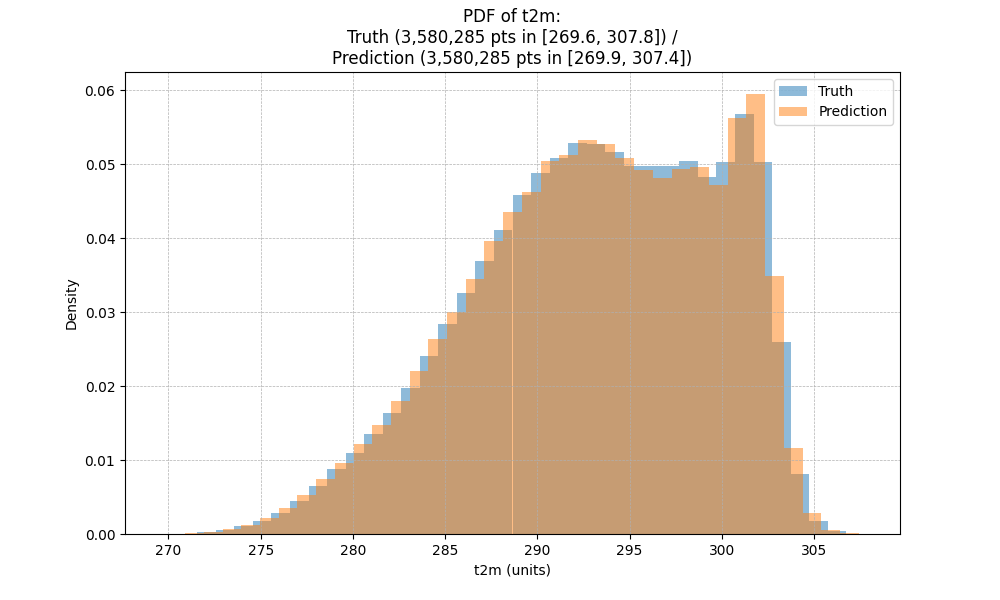 PDF of t2m:
Truth (3,580,285 pts in [269.6, 307.8]) /
Prediction (3,580,285 pts in [269.9, 307.4])
Truth
Prediction
0.06
0.05
0.04
0.03
0.02
0.01
0.00
Density
270 275 280 285 290 295 300 305
t2m (units)